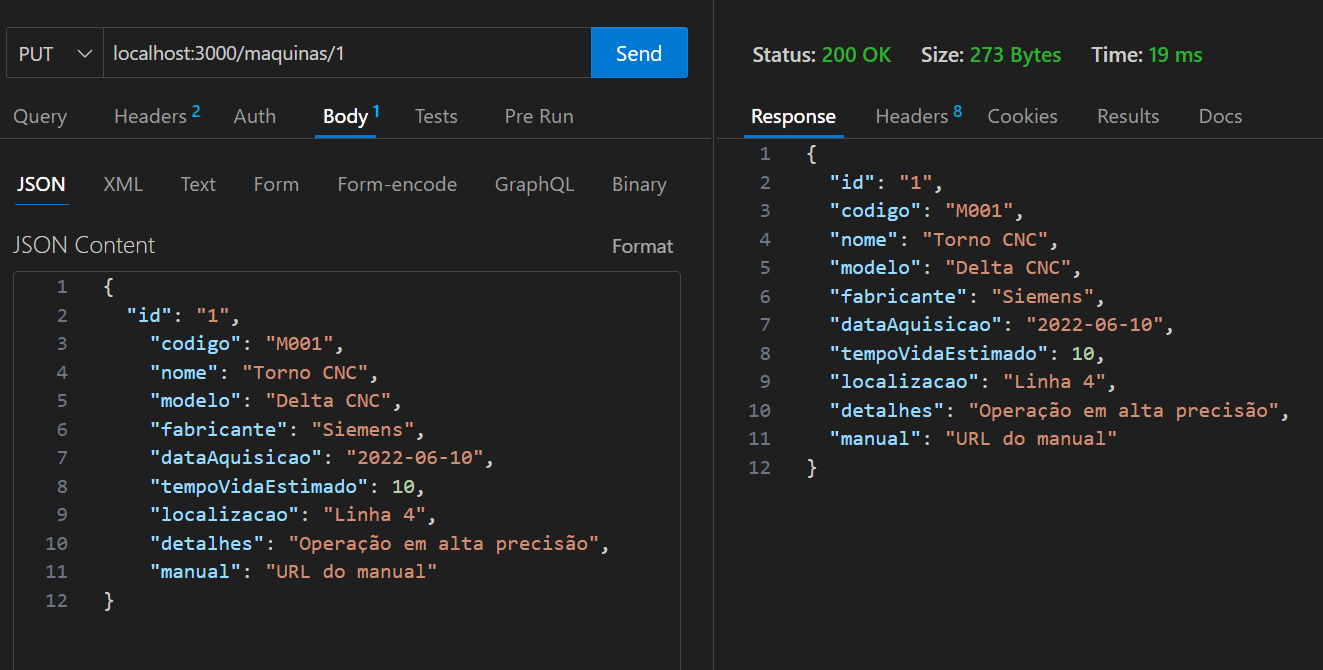 PUT localhost:3000/maquinas/1 Send
Query Headers 2 Auth Body 1 Tests Pre Run
JSON XML Text Form Form-encode GraphQL Binary
JSON Content Format
1 {
2 "id": "1",
3 "codigo": "M001",
4 "nome": "Torno CNC",
5 "modelo": "Delta CNC",
6 "fabricante": "Siemens",
7 "dataAquisicao": "2022-06-10",
8 "tempoVidaEstimado": 10,
9 "localizacao": "Linha 4",
10 "detalhes": "Operação em alta precisão",
11 "manual": "URL do manual"
12 }
Status: 200 OK Size: 273 Bytes Time: 19 ms
Response Headers 8 Cookies Results Docs
1 {
2 "id": "1",
3 "codigo": "M001",
4 "nome": "Torno CNC",
5 "modelo": "Delta CNC",
6 "fabricante": "Siemens",
7 "dataAquisicao": "2022-06-10",
8 "tempoVidaEstimado": 10,
9 "localizacao": "Linha 4",
10 "detalhes": "Operação em alta precisão",
11 "manual": "URL do manual"
12 }